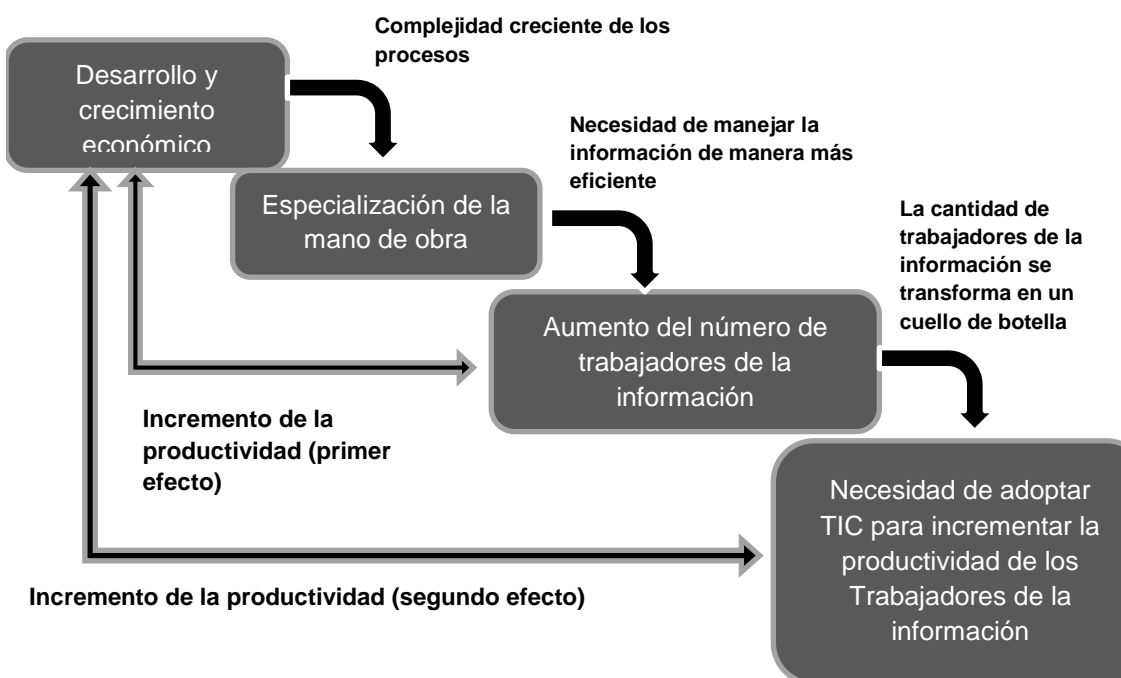 Complejidad creciente de los
procesos
Desarrollo y
crecimiento
económico
Necesidad de manejar la
información de manera más
eficiente
Especialización de la
mano de obra
La cantidad de
trabajadores de la
información se
transforma en un
cuello de botella
Aumento del número de
trabajadores de la
información
Incremento de la
productividad (primer
efecto)
Necesidad de adoptar
TIC para incrementar la
productividad de los
Trabajadores de la
información
Incremento de la productividad (segundo efecto)